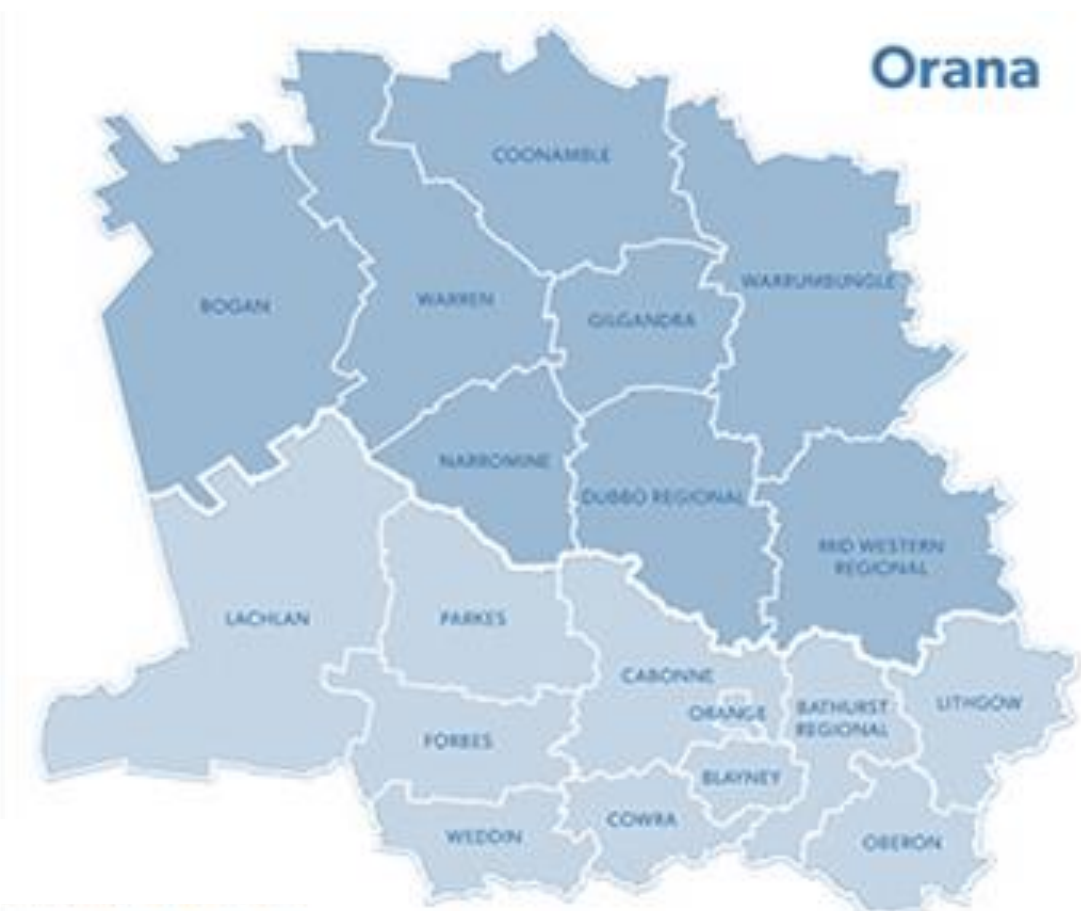 Orana
COONAMBLE
WARRUMBUNGLE
BOGAN
WARREN
GILGANDRA
NARROMINE
DUBBO REGIONAL
MID WESTERN
REGIONAL
LACHLAN
PARKES
CABONNE
ORANGE
BATHURST
REGIONAL
LITHGOW
FORBES
BLAYNEY
COWRA
WEDDIN
OBERON